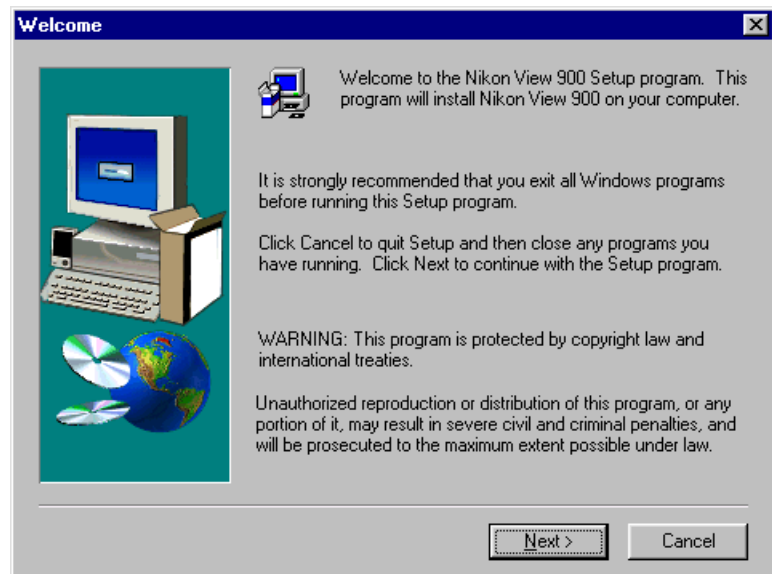 Welcome
Welcome to the Nikon View 900 Setup program. This
program will install Nikon View 900 on your computer.
It is strongly recommended that you exit all Windows programs
before running this Setup program.
Click Cancel to quit Setup and then close any programs you
have running. Click Next to continue with the Setup program.
WARNING: This program is protected by copyright law and
international treaties.
Unauthorized reproduction or distribution of this program, or any
portion of it, may result in severe civil and criminal penalties, and
will be prosecuted to the maximum extent possible under law.
Next >
Cancel